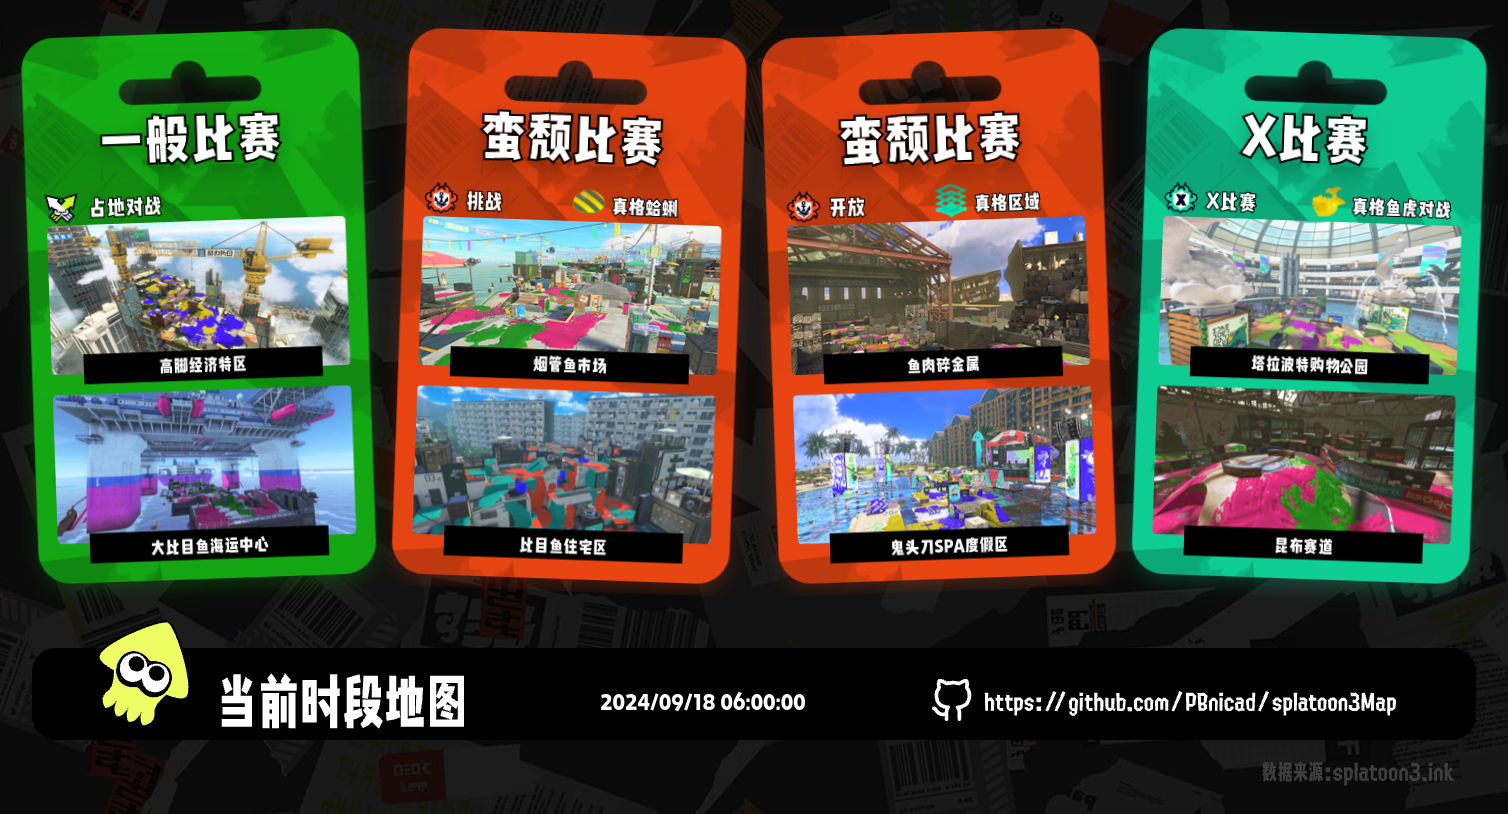 一般比赛
占地对战
高脚经济特区
大比目鱼海运中心
蛮颓比赛
挑战
真格蛤蜊
烟管鱼市场
比目鱼住宅区
蛮颓比赛
开放
真格区域
鱼肉碎金属
鬼头刀SPA度假区
X比赛
X比赛
真格鱼虎对战
塔拉波特购物公园
昆布赛道
当前时段地图
2024/09/18 06:00:00
https://github.com/PBnicad/splatoon3Map
数据来源:splatoon3.ink